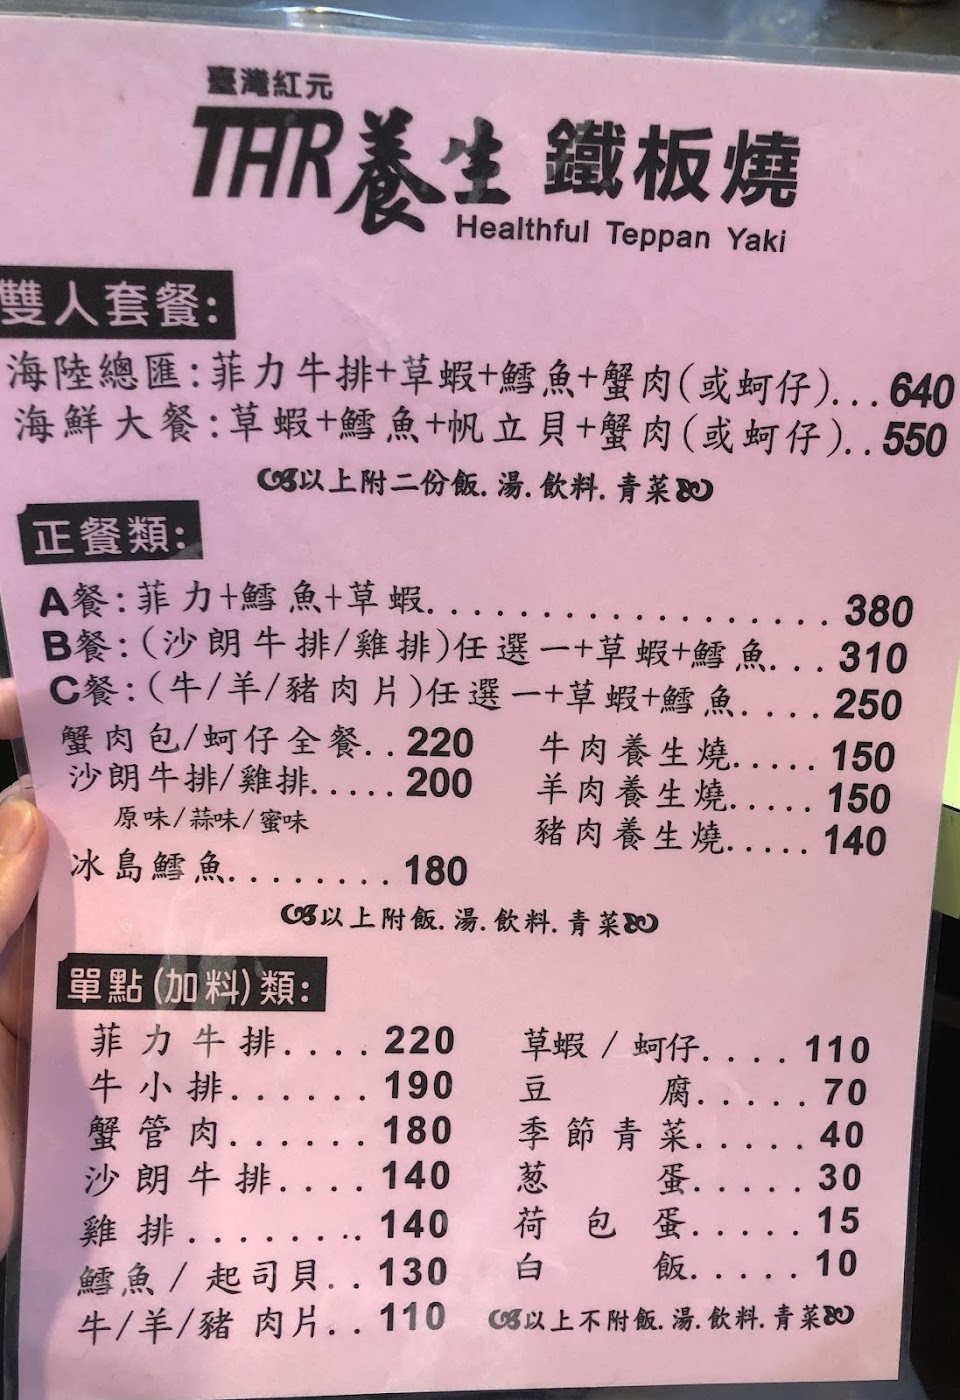 臺灣紅元
THR養生 鐵板燒
Healthful Teppan Yaki
雙人套餐:
海陸總匯:菲力牛排+草蝦+鱈魚+蟹肉(或蚵仔)...640
海鮮大餐:草蝦+鱈魚+帆立貝+蟹肉(或蚵仔)..550
以上附二份飯.湯.飲料.青菜
正餐類:
A餐:菲力+鱈魚+草蝦..................380
B餐:(沙朗牛排/雞排)任選一+草蝦+鱈魚...310
C餐:(牛/羊/豬肉片)任選一+草蝦+鱈魚....250
蟹肉包/蚵仔全餐..220
沙朗牛排/雞排.....200
原味/蒜味/蜜味
冰島鱈魚........180
牛肉養生燒.....150
羊肉養生燒.....150
豬肉養生燒.....140
以上附飯.湯.飲料.青菜
單點(加料)類:
菲力牛排....220
牛小排.......190
蟹管肉.......180
沙朗牛排....140
雞排.........140
鱈魚/起司貝..130
牛/羊/豬肉片..110
草蝦/蚵仔....110
豆腐.....70
季節青菜.....40
葱蛋.....30
荷包蛋.....15
白飯.....10
以上不附飯.湯.飲料.青菜